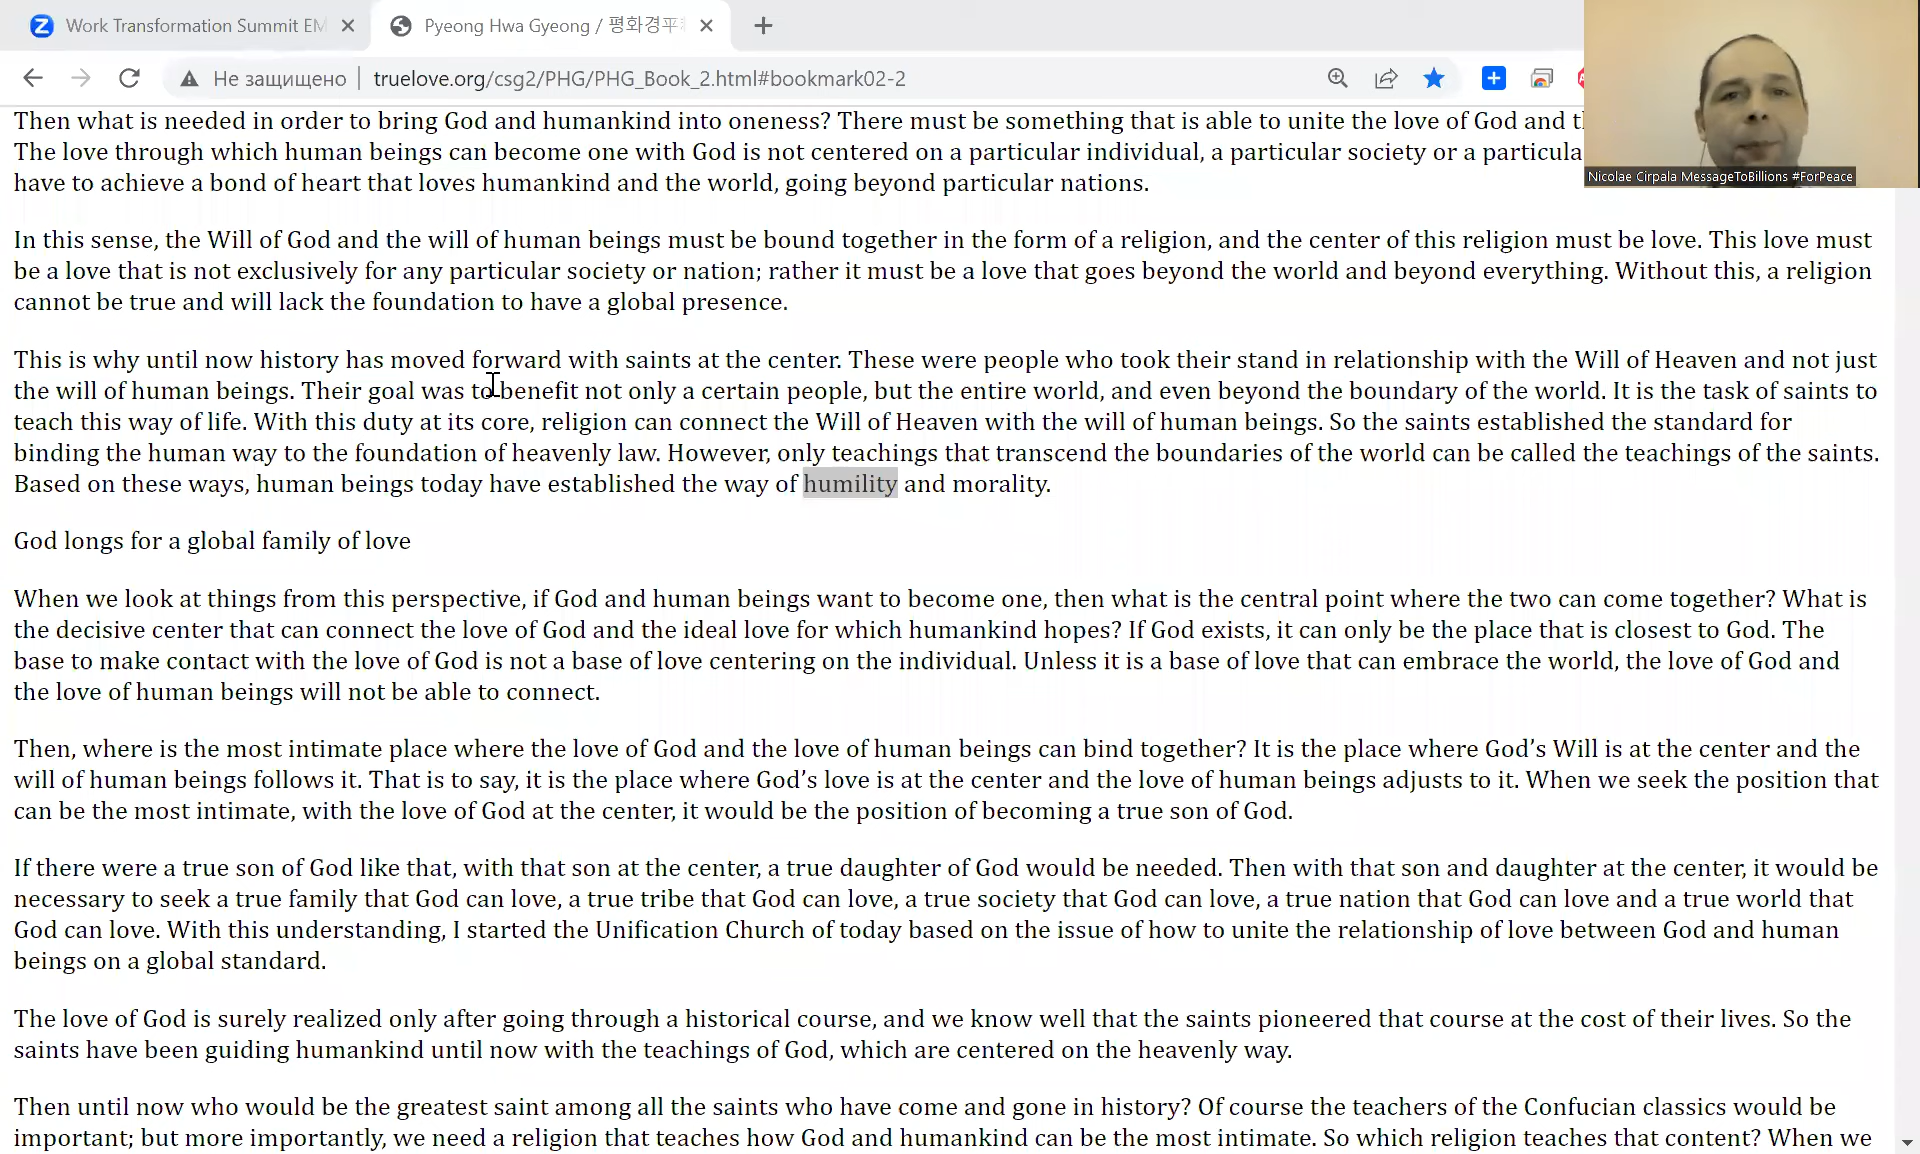 Work Transformation Summit EM
Pyeong Hwa Gyeong / 평화경平
Не защищено
truelove.org/csg2/PHG/PHG_Book_2.html#bookmark02-2
Nicolae Cirpala MessageToBillions #ForPeace
Then what is needed in order to bring God and humankind into oneness? There must be something that is able to unite the love of God and
The love through which human beings can become one with God is not centered on a particular individual, a particular society or a
have to achieve a bond of heart that loves humankind and the world, going beyond particular nations.
In this sense, the Will of God and the will of human beings must be bound together in the form of a religion, and the center of this religion must be love. This love must
be a love that is not exclusively for any particular society or nation; rather it must be a love that goes beyond the world and beyond everything. Without this, a religion
cannot be true and will lack the foundation to have a global presence.
This is why until now history has moved forward with saints at the center. These were people who took their stand in relationship with the Will of Heaven and not just
the will of human beings. Their goal was to benefit not only a certain people, but the entire world, and even beyond the boundary of the world. It is the task of saints to
teach this way of life. With this duty at its core, religion can connect the Will of Heaven with the will of human beings. So the saints established the standard for
binding the human way to the foundation of heavenly law. However, only teachings that transcend the boundaries of the world can be called the teachings of the saints.
Based on these ways, human beings today have established the way of humility and morality.
God longs for a global family of love
When we look at things from this perspective, if God and human beings want to become one, then what is the central point where the two can come together? What is
the decisive center that can connect the love of God and the ideal love for which humankind hopes? If God exists, it can only be the place that is closest to God. The
base to make contact with the love of God is not a base of love centering on the individual. Unless it is a base of love that can embrace the world, the love of God and
the love of human beings will not be able to connect.
Then, where is the most intimate place where the love of God and the love of human beings can bind together? It is the place where God’s Will is at the center and the
will of human beings follows it. That is to say, it is the place where God’s love is at the center and the love of human beings adjusts to it. When we seek the position that
can be the most intimate, with the love of God at the center, it would be the position of becoming a true son of God.
If there were a true son of God like that, with that son at the center, a true daughter of God would be needed. Then with that son and daughter at the center, it would be
necessary to seek a true family that God can love, a true tribe that God can love, a true society that God can love, a true nation that God can love and a true world that
God can love. With this understanding, I started the Unification Church of today based on the issue of how to unite the relationship of love between God and human
beings on a global standard.
The love of God is surely realized only after going through a historical course, and we know well that the saints pioneered that course at the cost of their lives. So the
saints have been guiding humankind until now with the teachings of God, which are centered on the heavenly way.
Then until now who would be the greatest saint among all the saints who have come and gone in history? Of course the teachers of the Confucian classics would be
important; but more importantly, we need a religion that teaches how God and humankind can be the most intimate. So which religion teaches that content? When we